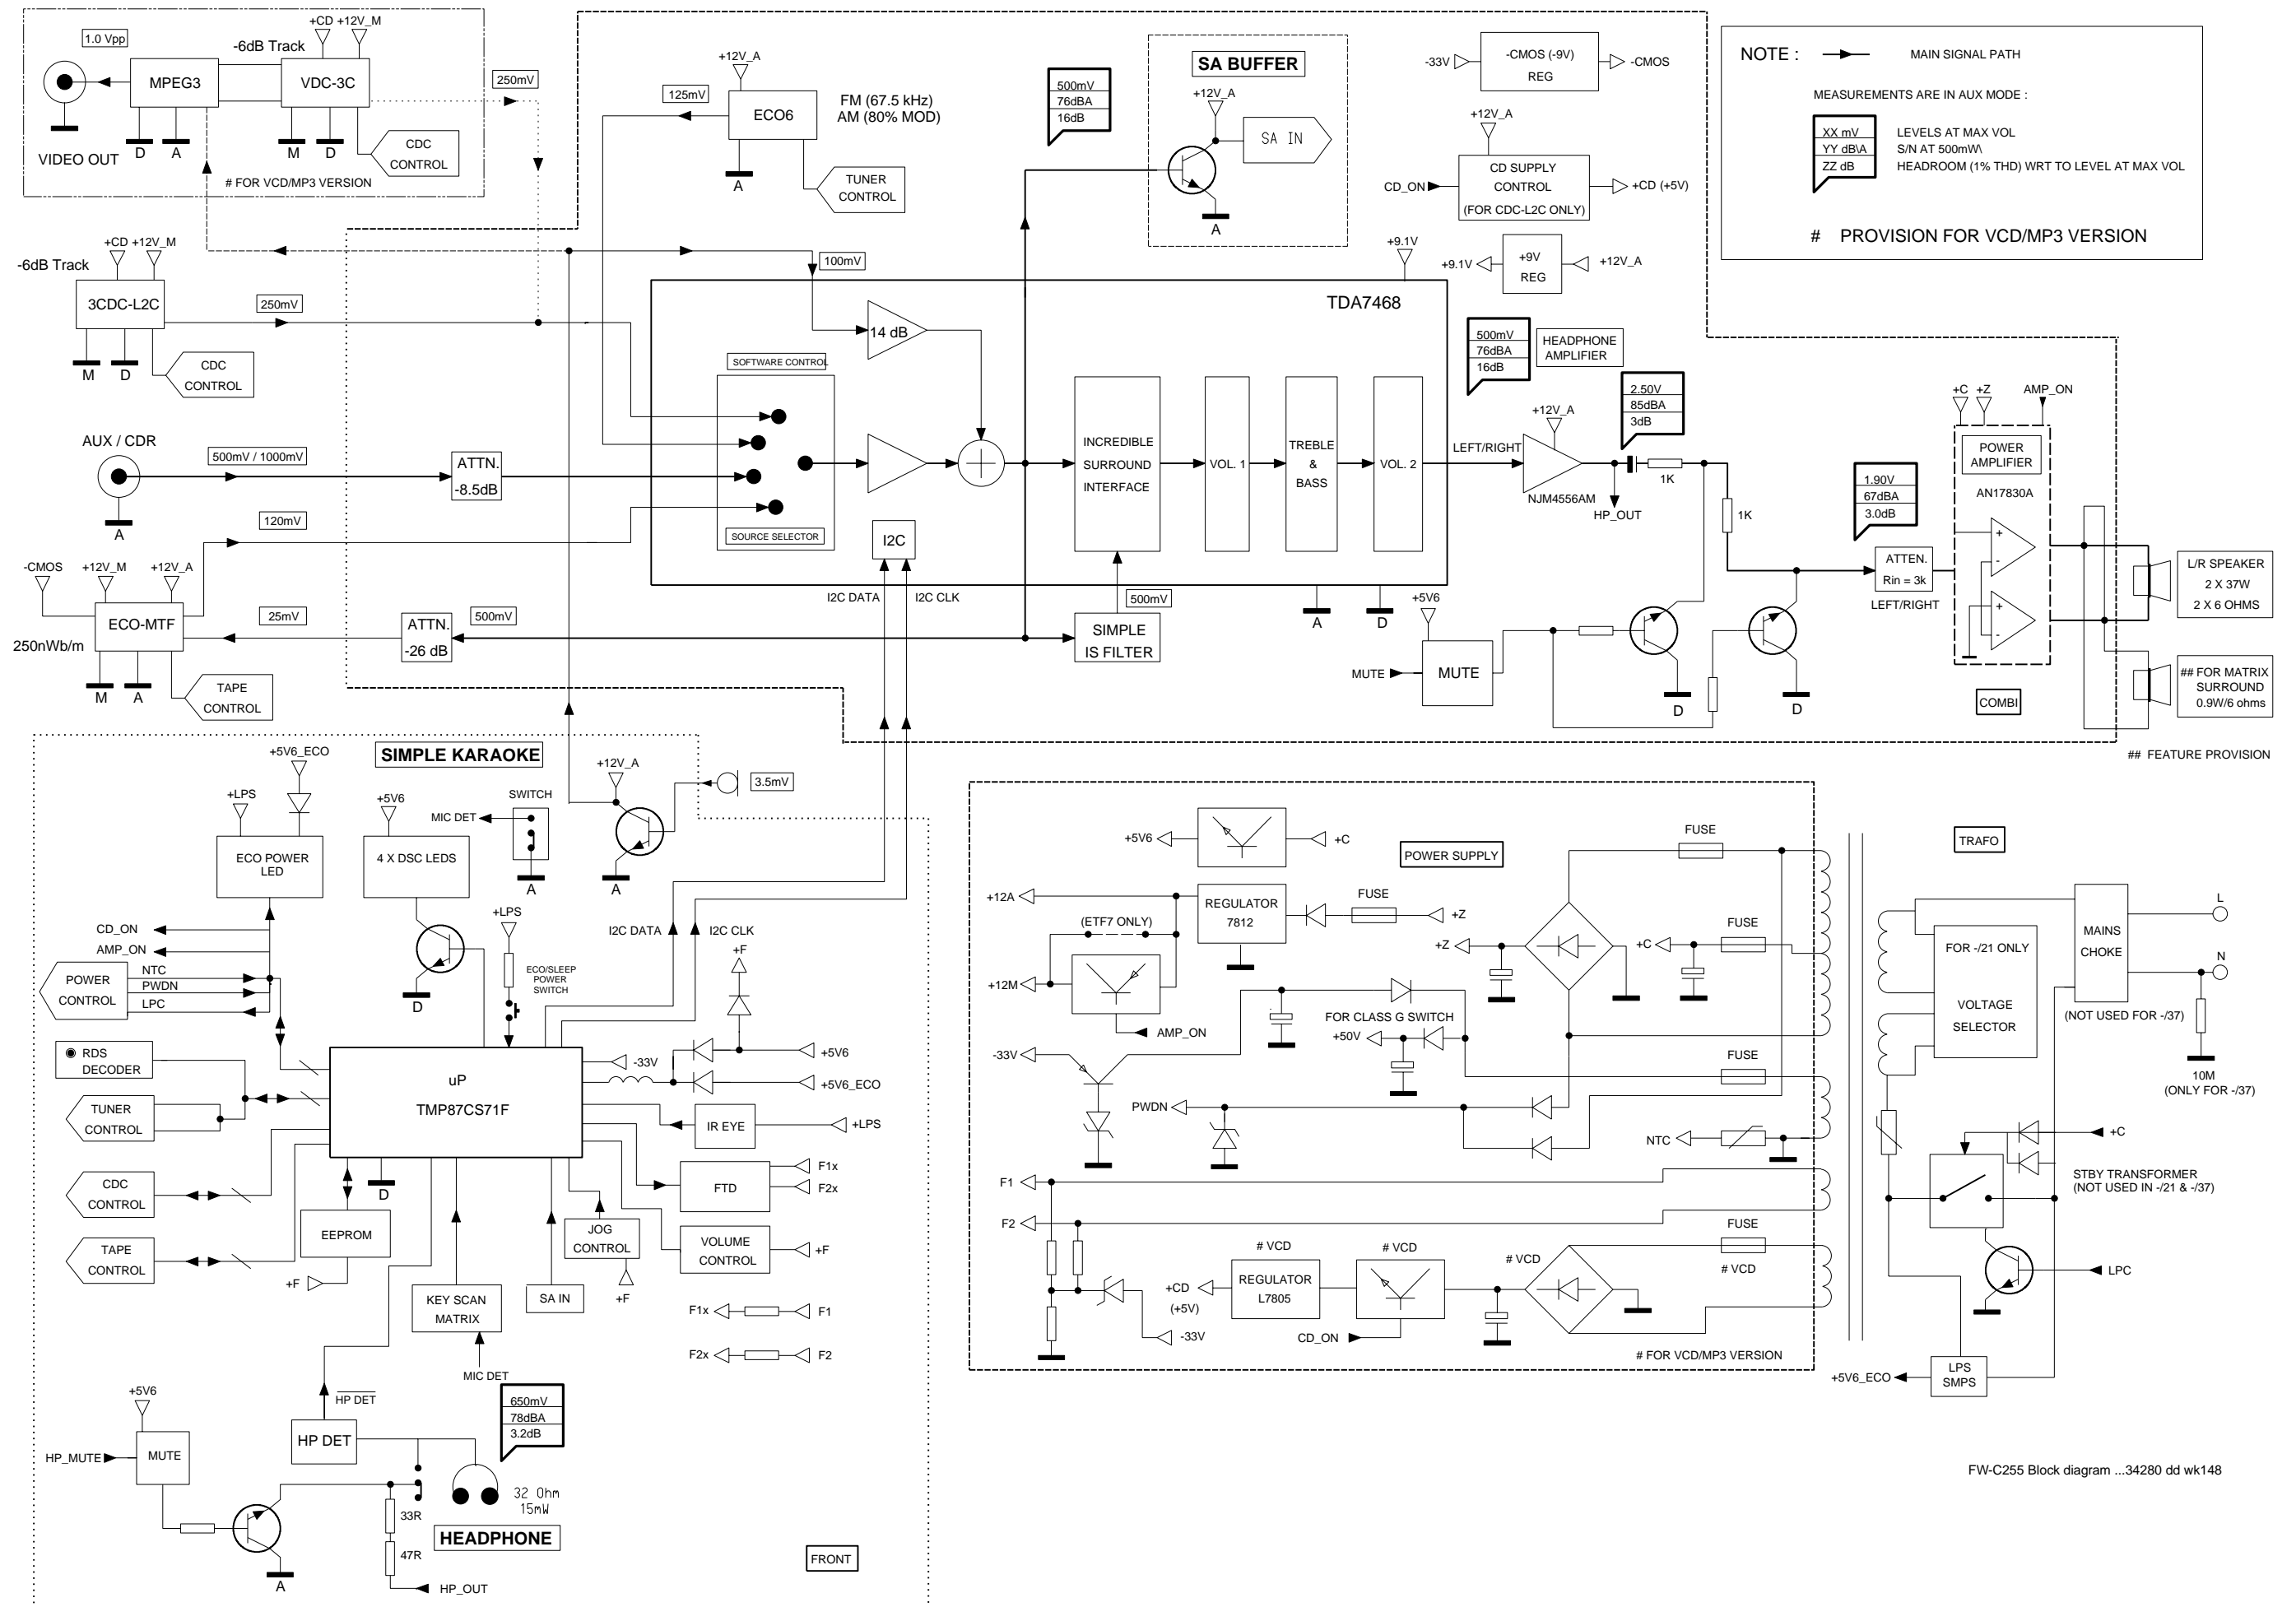 1.0 Vpp
+CD +12V_M
-6dB Track
MPEG3
VDC-3C
250mV
D
A
M
D
VIDEO OUT
CDC
CONTROL
# FOR VCD/MP3 VERSION
+12V_A
125mV
ECO6
FM (67.5 kHz)
AM (80% MOD)
A
TUNER
CONTROL
500mV
76dBA
16dB
SA BUFFER
+12V_A
SA IN
A
-33V
-CMOS (-9V)
REG
-CMOS
+12V_A
CD_ON
CD SUPPLY
CONTROL
(FOR CDC-L2C ONLY)
+CD (+5V)
+9.1V
+9V
REG
+12V_A
NOTE :
MAIN SIGNAL PATH
MEASUREMENTS ARE IN AUX MODE :
XX mV
LEVELS AT MAX VOL
YY dB\A
S/N AT 500mW\
ZZ dB
HEADROOM (1% THD) WRT TO LEVEL AT MAX VOL
# PROVISION FOR VCD/MP3 VERSION
+CD +12V_M
-6dB Track
3CDC-L2C
250mV
M
D
CDC
CONTROL
AUX / CDR
500mV / 1000mV
A
ATTN.
-8.5dB
120mV
-CMOS
+12V_M
+12V_A
ECO-MTF
250nWb/m
25mV
ATTN.
-26 dB
500mV
M
A
TAPE
CONTROL
100mV
+9.1V
TDA7468
14 dB
SOFTWARE CONTROL
SOURCE SELECTOR
I2C
INCREDIBLE
SURROUND
INTERFACE
VOL. 1
TREBLE
&
BASS
VOL. 2
I2C DATA
I2C CLK
500mV
SIMPLE
IS FILTER
A
D
500mV
76dBA
16dB
HEADPHONE
AMPLIFIER
LEFT/RIGHT
+12V_A
NJM4556AM
HP_OUT
2.50V
85dBA
3dB
1K
1K
+5V6
MUTE
MUTE
D
D
1.90V
67dBA
3.0dB
ATTEN.
Rin = 3k
LEFT/RIGHT
+C
+Z
AMP_ON
POWER
AMPLIFIER
AN17830A
+
-
+
-
COMBI
L/R SPEAKER
2 X 37W
2 X 6 OHMS
## FOR MATRIX
SURROUND
0.9W/6 ohms
## FEATURE PROVISION
SIMPLE KARAOKE
+5V6_ECO
+LPS
ECO POWER
LED
+5V6
4 X DSC LEDS
D
MIC DET
SWITCH
A
+12V_A
3.5mV
A
+LPS
ECO/SLEEP
POWER
SWITCH
I2C DATA
I2C CLK
CD_ON
AMP_ON
POWER
CONTROL
NTC
PWDN
LPC
RDS
DECODER
TUNER
CONTROL
CDC
CONTROL
TAPE
CONTROL
uP
TMP87CS71F
+F
-33V
+5V6
+5V6_ECO
IR EYE
+LPS
FTD
F1x
F2x
VOLUME
CONTROL
+F
D
EEPROM
+F
KEY SCAN
MATRIX
MIC DET
SA IN
JOG
CONTROL
+F
F1x
F1
F2x
F2
HP DET
HP DET
650mV
78dBA
3.2dB
+5V6
HP_MUTE
MUTE
A
33R
47R
HP_OUT
32 Ohm
15mW
HEADPHONE
FRONT
POWER SUPPLY
+5V6
+C
+12A
REGULATOR
7812
FUSE
+Z
(ETF7 ONLY)
+12M
AMP_ON
-33V
FOR CLASS G SWITCH
+50V
+Z
+C
FUSE
FUSE
FUSE
PWDN
NTC
F1
F2
-33V
+CD
(+5V)
# VCD
REGULATOR
L7805
# VCD
CD_ON
# VCD
FUSE
# VCD
# FOR VCD/MP3 VERSION
TRAFO
FOR -/21 ONLY
VOLTAGE
SELECTOR
MAINS
CHOKE
(NOT USED FOR -/37)
L
N
10M
(ONLY FOR -/37)
+C
STBY TRANSFORMER
(NOT USED IN -/21 & -/37)
LPC
+5V6_ECO
LPS
SMPS
FW-C255 Block diagram ...34280 dd wk148